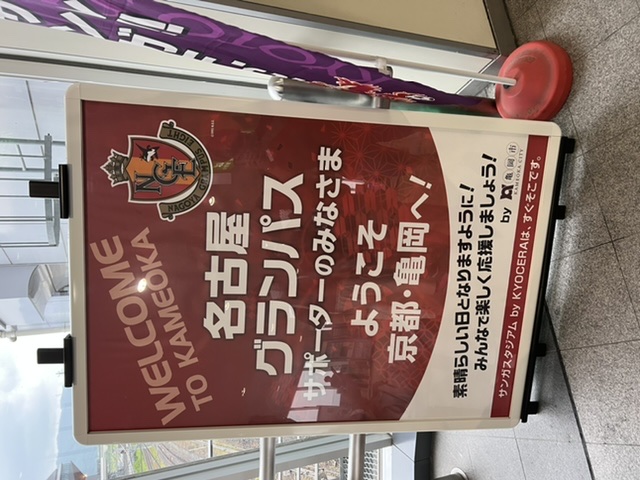 WELCOME
TO KAMEOKA
NGE
名古屋
グランパス
サポーターのみなさま
ようこそ
京都・亀岡へ!
素晴らしい日となりますように!
みんなで楽しく応援しましょう!
by 亀岡市
KAMEOKA CITY
サンガスタジアム by KYOCERAは、すぐそこです。